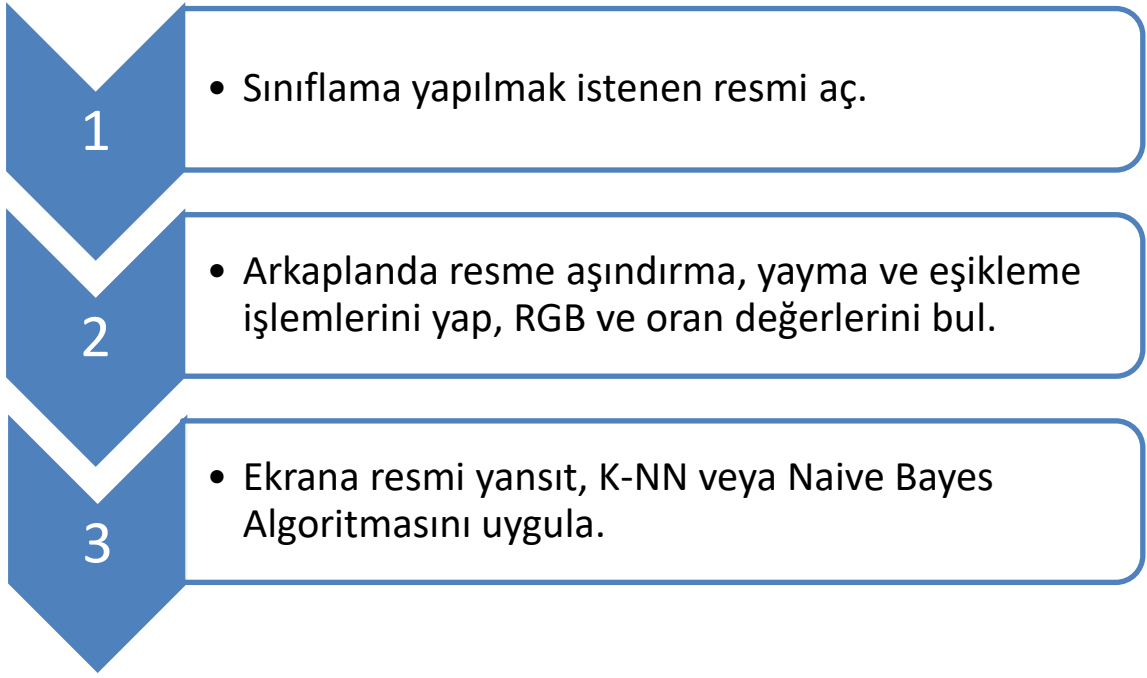 1
• Sınıflama yapılmak istenen resmi aç.
2
• Arkaplanda resme aşındırma, yayma ve eşikleme
işlemlerini yap, RGB ve oran değerlerini bul.
3
• Ekrana resmi yansıt, K-NN veya Naive Bayes
Algoritmasını uygula.